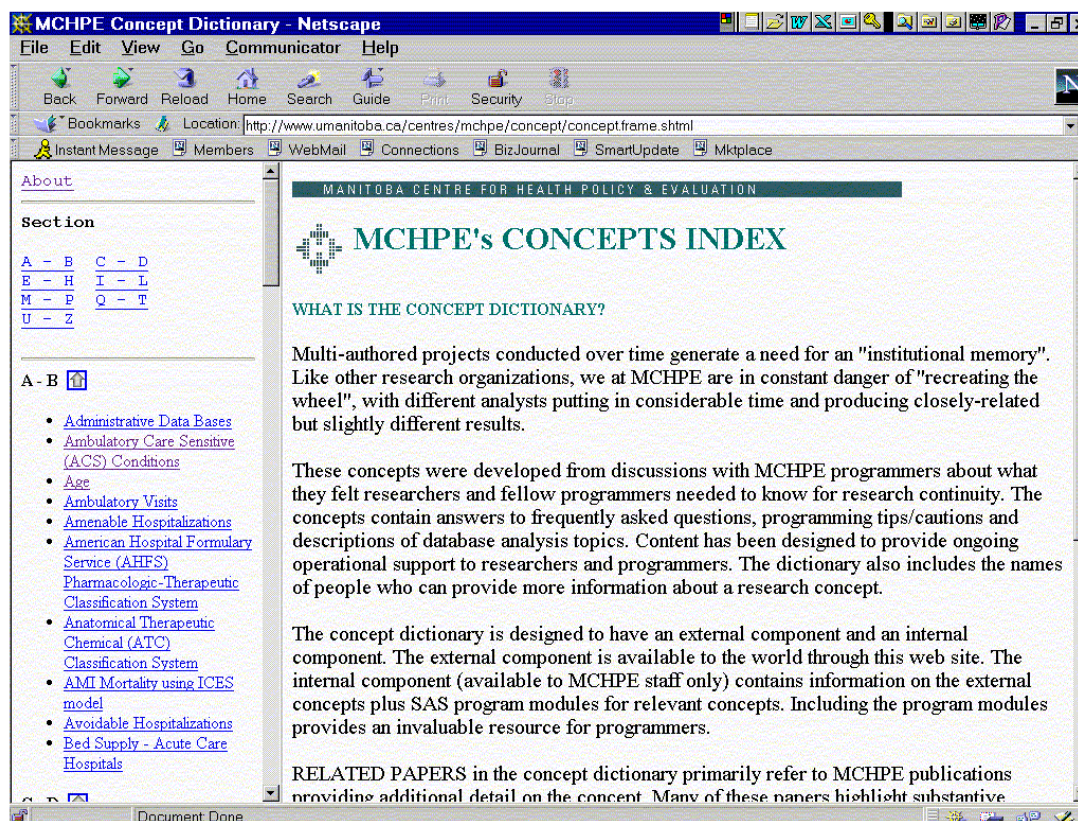 MCHPE Concept Dictionary - Netscape
File Edit View Go Communicator Help
Back Forward Reload Home Search Guide Print Security Stop
Bookmarks Location: http://www.umanitoba.ca/centres/mchpe/concept/concept.frame.shtml
Instant Message Members WebMail Connections BizJournal SmartUpdate Mktplace
About
Section
A - B C - D
E - H I - L
M - P Q - T
U - Z
A - B
Administrative Data Bases
Ambulatory Care Sensitive
(ACS) Conditions
Age
Ambulatory Visits
Amenable Hospitalizations
American Hospital Formulary
Service (AHFS)
Pharmacologic-Therapeutic
Classification System
Anatomical Therapeutic
Chemical (ATC)
Classification System
AMI Mortality using ICES
model
Avoidable Hospitalizations
Bed Supply - Acute Care
Hospitals
C - D
MANITOBA CENTRE FOR HEALTH POLICY & EVALUATION
MCHPE's CONCEPTS INDEX
WHAT IS THE CONCEPT DICTIONARY?
Multi-authored projects conducted over time generate a need for an "institutional memory".
Like other research organizations, we at MCHPE are in constant danger of "recreating the
wheel", with different analysts putting in considerable time and producing closely-related
but slightly different results.
These concepts were developed from discussions with MCHPE programmers about what
they felt researchers and fellow programmers needed to know for research continuity. The
concepts contain answers to frequently asked questions, programming tips/cautions and
descriptions of database analysis topics. Content has been designed to provide ongoing
operational support to researchers and programmers. The dictionary also includes the names
of people who can provide more information about a research concept.
The concept dictionary is designed to have an external component and an internal
component. The external component is available to the world through this web site. The
internal component (available to MCHPE staff only) contains information on the external
concepts plus SAS program modules for relevant concepts. Including the program modules
provides an invaluable resource for programmers.
RELATED PAPERS in the concept dictionary primarily refer to MCHPE publications
providing additional detail on the concept. Many of these papers highlight substantive
Document: Done